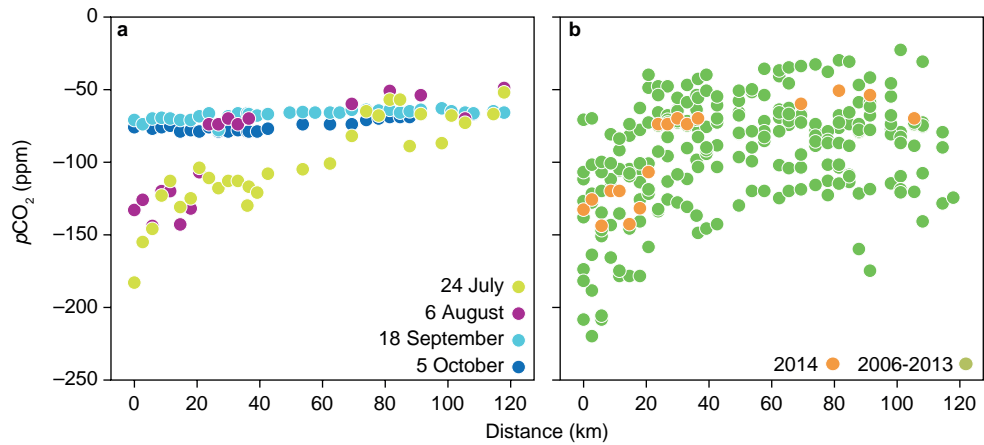 a
b
0
−50
−100
−150
−200
−250
pCO2 (ppm)
24 July
6 August
18 September
5 October
2014
2006-2013
0 20 40 60 80 100 120
0 20 40 60 80 100 120
Distance (km)